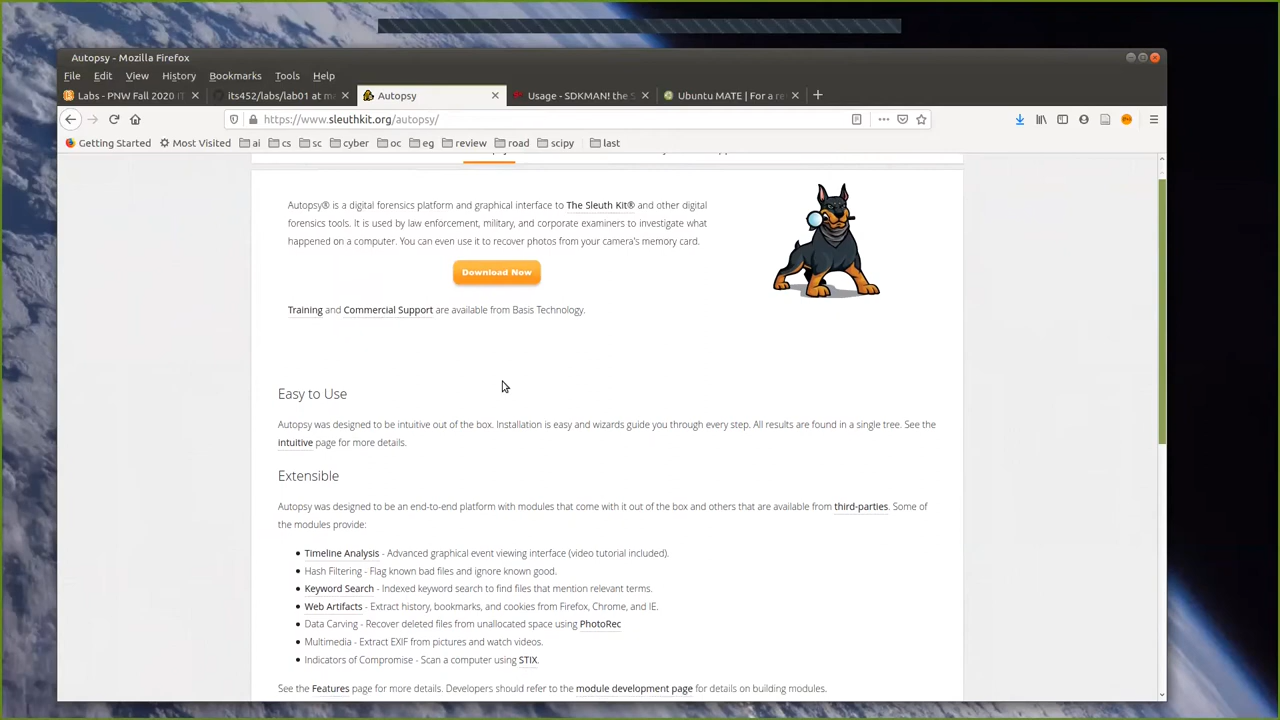 Autopsy - Mozilla Firefox
File Edit View History Bookmarks Tools Help
Labs - PNW Fall 2020 IT
its452/labs/lab01 at ma
Autopsy
Usage - SDKMAN! the S
Ubuntu MATE | For a re
https://www.sleuthkit.org/autopsy/
Getting Started Most Visited ai cs sc cyber oc eg review road scipy last
Autopsy® is a digital forensics platform and graphical interface to The Sleuth Kit® and other digital
forensics tools. It is used by law enforcement, military, and corporate examiners to investigate what
happened on a computer. You can even use it to recover photos from your camera's memory card.
Download Now
Training and Commercial Support are available from Basis Technology.
Easy to Use
Autopsy was designed to be intuitive out of the box. Installation is easy and wizards guide you through every step. All results are found in a single tree. See the
intuitive page for more details.
Extensible
Autopsy was designed to be an end-to-end platform with modules that come with it out of the box and others that are available from third-parties. Some of
the modules provide:
Timeline Analysis - Advanced graphical event viewing interface (video tutorial included).
Hash Filtering - Flag known bad files and ignore known good.
Keyword Search - Indexed keyword search to find files that mention relevant terms.
Web Artifacts - Extract history, bookmarks, and cookies from Firefox, Chrome, and IE.
Data Carving - Recover deleted files from unallocated space using PhotoRec
Multimedia - Extract EXIF from pictures and watch videos.
Indicators of Compromise - Scan a computer using STIX.
See the Features page for more details. Developers should refer to the module development page for details on building modules.